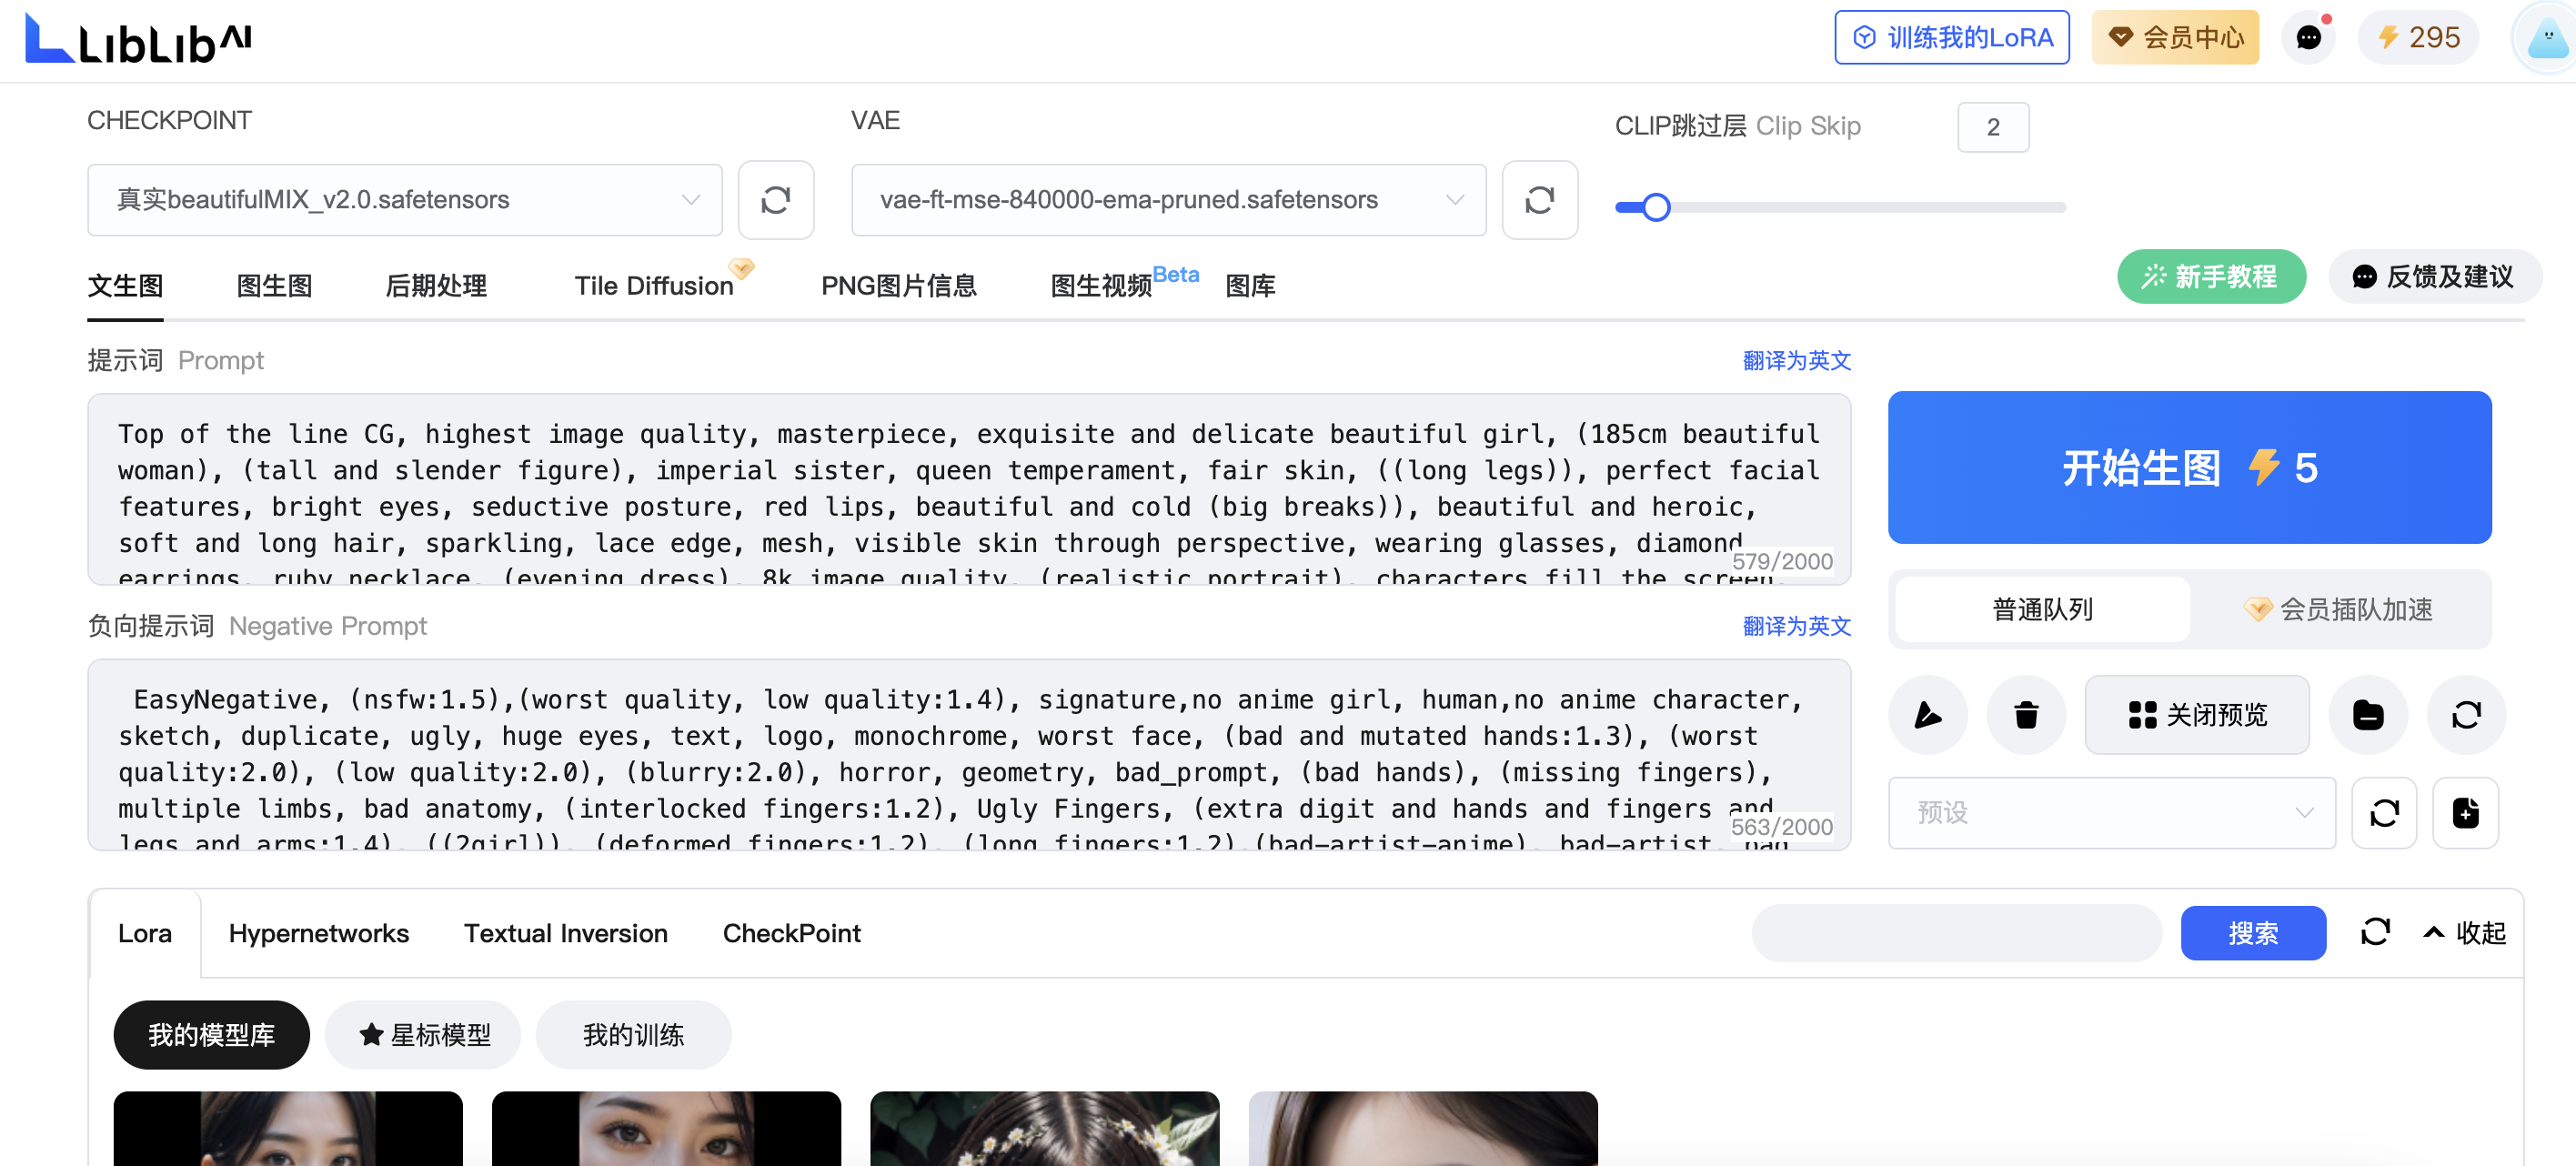 LibLib AI
训练我的LoRA
会员中心
295
CHECKPOINT
VAE
CLIP跳过层 Clip Skip
2
真实beautifulMIX_v2.0.safetensors
vae-ft-mse-840000-ema-pruned.safetensors
文生图
图生图
后期处理
Tile Diffusion
PNG图片信息
图生视频 Beta
图库
新手教程
反馈及建议
提示词 Prompt
翻译为英文
Top of the line CG, highest image quality, masterpiece, exquisite and delicate beautiful girl, (185cm beautiful
woman), (tall and slender figure), imperial sister, queen temperament, fair skin, ((long legs)), perfect facial
features, bright eyes, seductive posture, red lips, beautiful and cold (big breaks)), beautiful and heroic,
soft and long hair, sparkling, lace edge, mesh, visible skin through perspective, wearing glasses, diamond
earrings, ruby necklace, (evening dress), 8k image quality, (realistic portrait), characters fill the screen,
579/2000
开始生图 5
普通队列
会员插队加速
负向提示词 Negative Prompt
翻译为英文
EasyNegative, (nsfw:1.5),(worst quality, low quality:1.4), signature,no anime girl, human,no anime character,
sketch, duplicate, ugly, huge eyes, text, logo, monochrome, worst face, (bad and mutated hands:1.3), (worst
quality:2.0), (low quality:2.0), (blurry:2.0), horror, geometry, bad_prompt, (bad hands), (missing fingers),
multiple limbs, bad anatomy, (interlocked fingers:1.2), Ugly Fingers, (extra digit and hands and fingers and
legs and arms:1.4), ((2girl)), (deformed fingers:1.2), (long fingers:1.2),(bad-artist-anime), bad-artist, bad
563/2000
关闭预览
预设
Lora
Hypernetworks
Textual Inversion
CheckPoint
搜索
收起
我的模型库
星标模型
我的训练